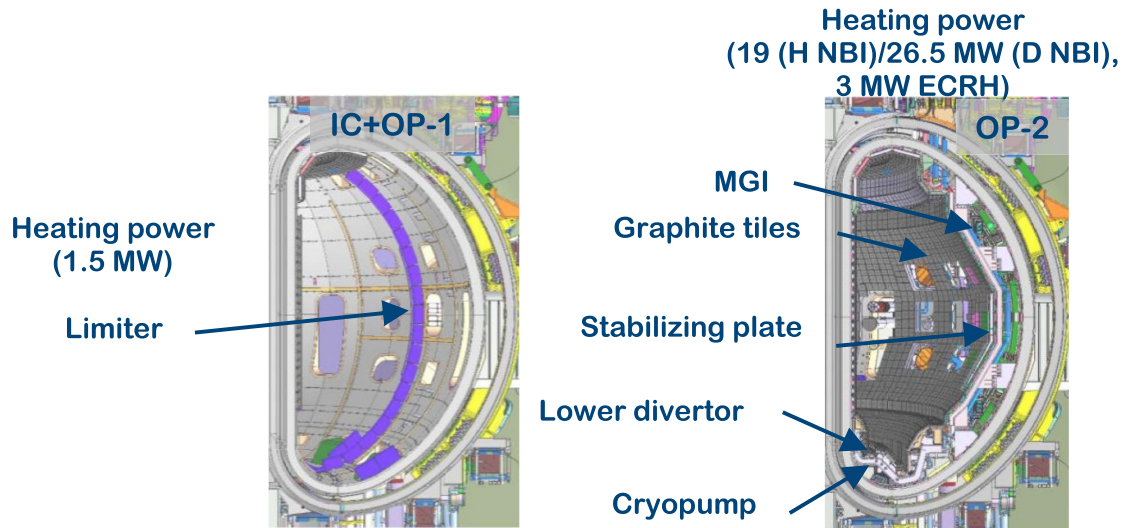 Heating power
(19 (H NBI)/26.5 MW (D NBI),
3 MW ECRH)
IC+OP-1
OP-2
MGI
Graphite tiles
Heating power
(1.5 MW)
Limiter
Stabilizing plate
Lower divertor
Cryopump